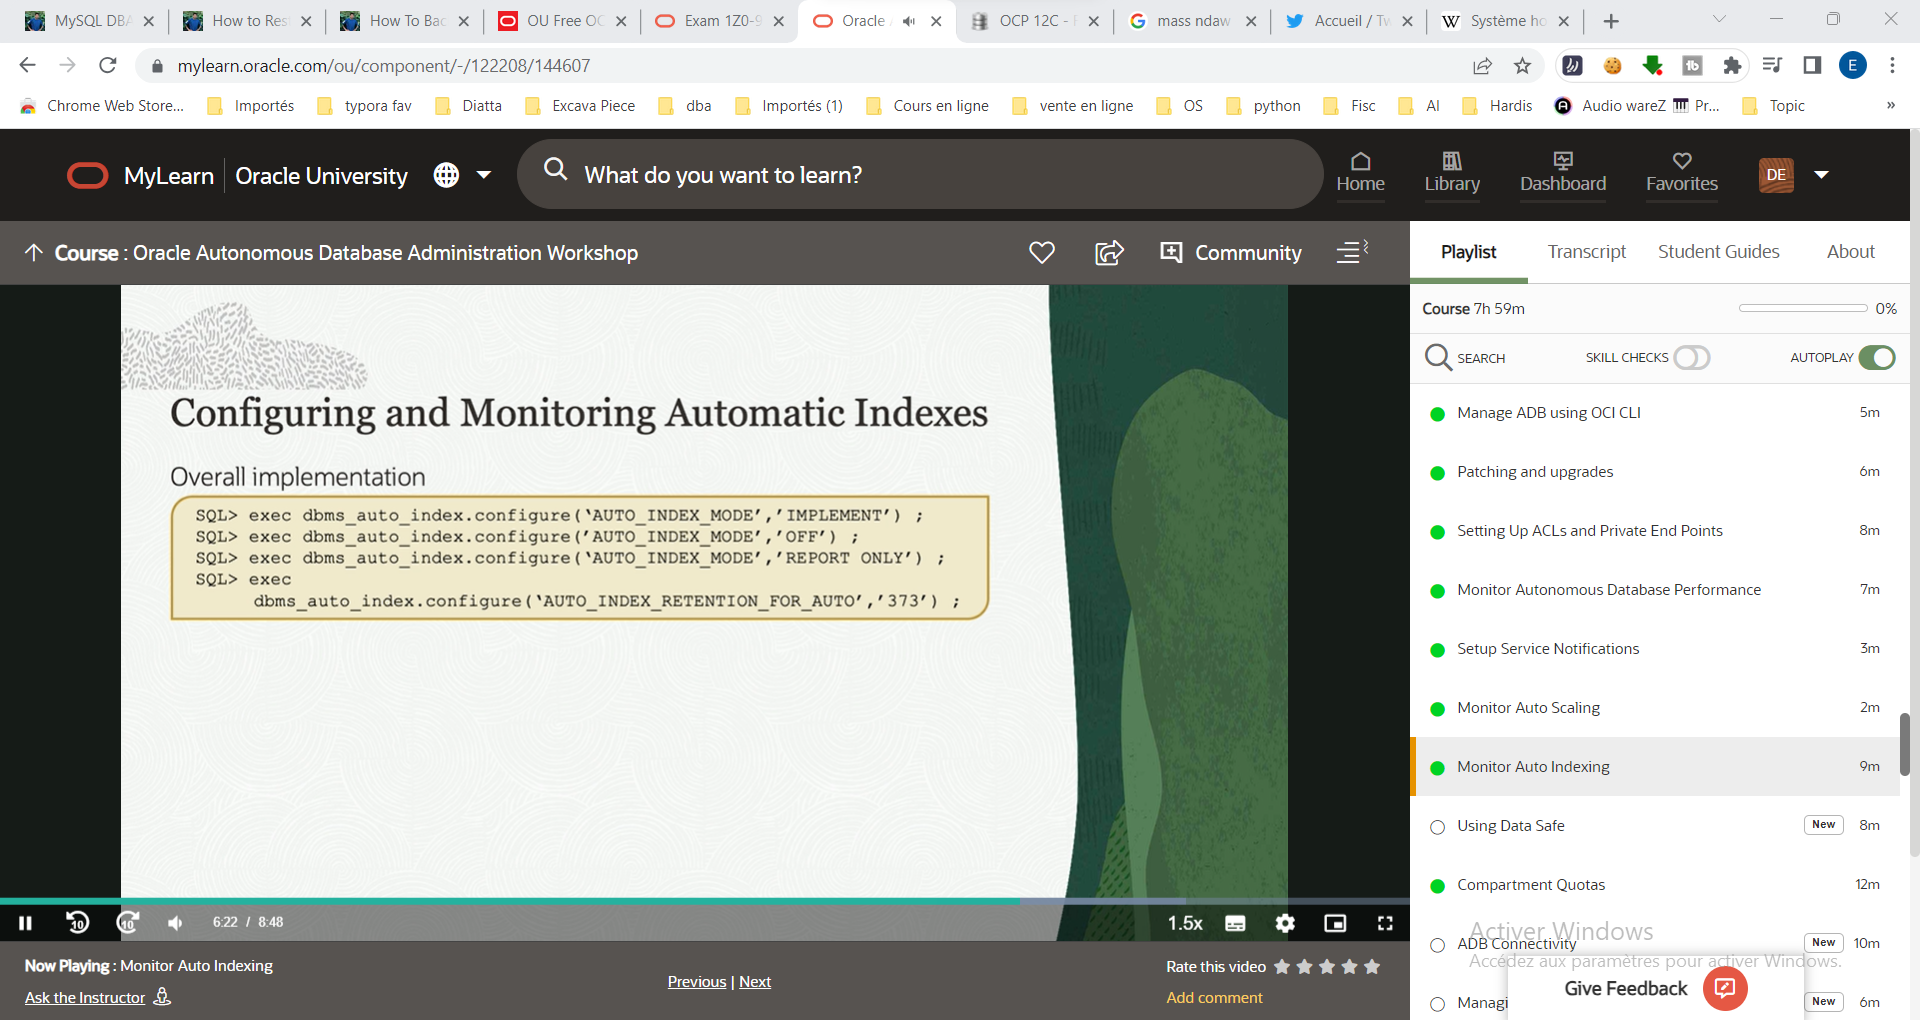 MySQL DBA
How to Res
How To Bac
OU Free OC
Exam 1Z0-9
Oracle
OCP 12C -
mass ndaw
Accueil / Tw
Système ho
mylearn.oracle.com/ou/component/-/122208/144607
E
Chrome Web Store...
Importés
typora fav
Diatta
Excava Piece
dba
Importés (1)
Cours en ligne
vente en ligne
OS
python
Fisc
AI
Hardis
Audio wareZ
Pr...
Topic
»
MyLearn
Oracle University
What do you want to learn?
Home
Library
Dashboard
Favorites
DE
Course : Oracle Autonomous Database Administration Workshop
Community
Configuring and Monitoring Automatic Indexes
Overall implementation
SQL> exec dbms_auto_index.configure(‘AUTO_INDEX_MODE’,’IMPLEMENT’) ;
SQL> exec dbms_auto_index.configure(’AUTO_INDEX_MODE’,’OFF’) ;
SQL> exec dbms_auto_index.configure(‘AUTO_INDEX_MODE’,’REPORT ONLY’) ;
SQL> exec
dbms_auto_index.configure(‘AUTO_INDEX_RETENTION_FOR_AUTO’,’373’) ;
10
10
6:22 / 8:48
1.5x
Now Playing : Monitor Auto Indexing
Ask the Instructor
Previous | Next
Rate this video
Add comment
Playlist
Transcript
Student Guides
About
Course 7h 59m
0%
SEARCH
SKILL CHECKS
AUTOPLAY
Manage ADB using OCI CLI 5m
Patching and upgrades 6m
Setting Up ACLs and Private End Points 8m
Monitor Autonomous Database Performance 7m
Setup Service Notifications 3m
Monitor Auto Scaling 2m
Monitor Auto Indexing 9m
Using Data Safe New 8m
Compartment Quotas 12m
Activer Windows
ADB Connectivity New 10m
Accédez aux paramètres pour activer Windows.
Give Feedback
Managi New 6m